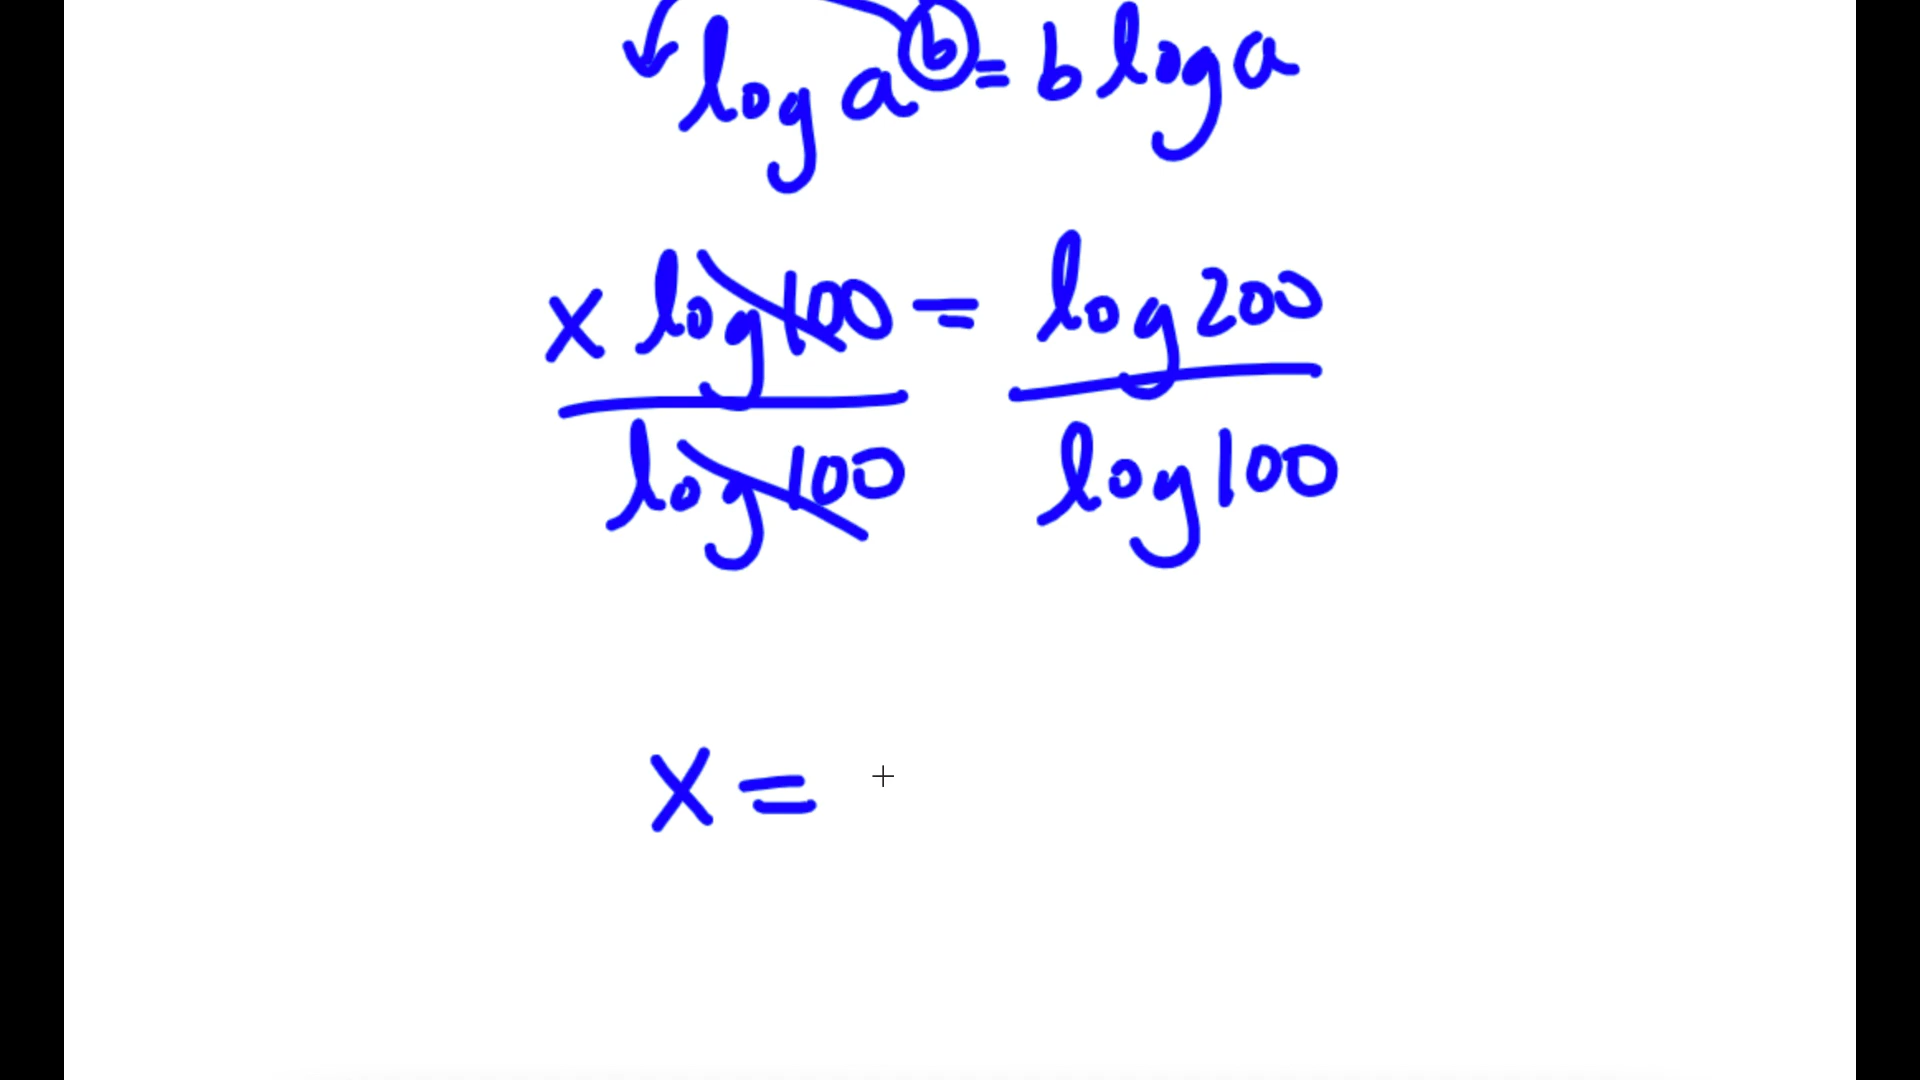 log a^b = b log a
x log 100 = log 200
log 100 log 100
x =